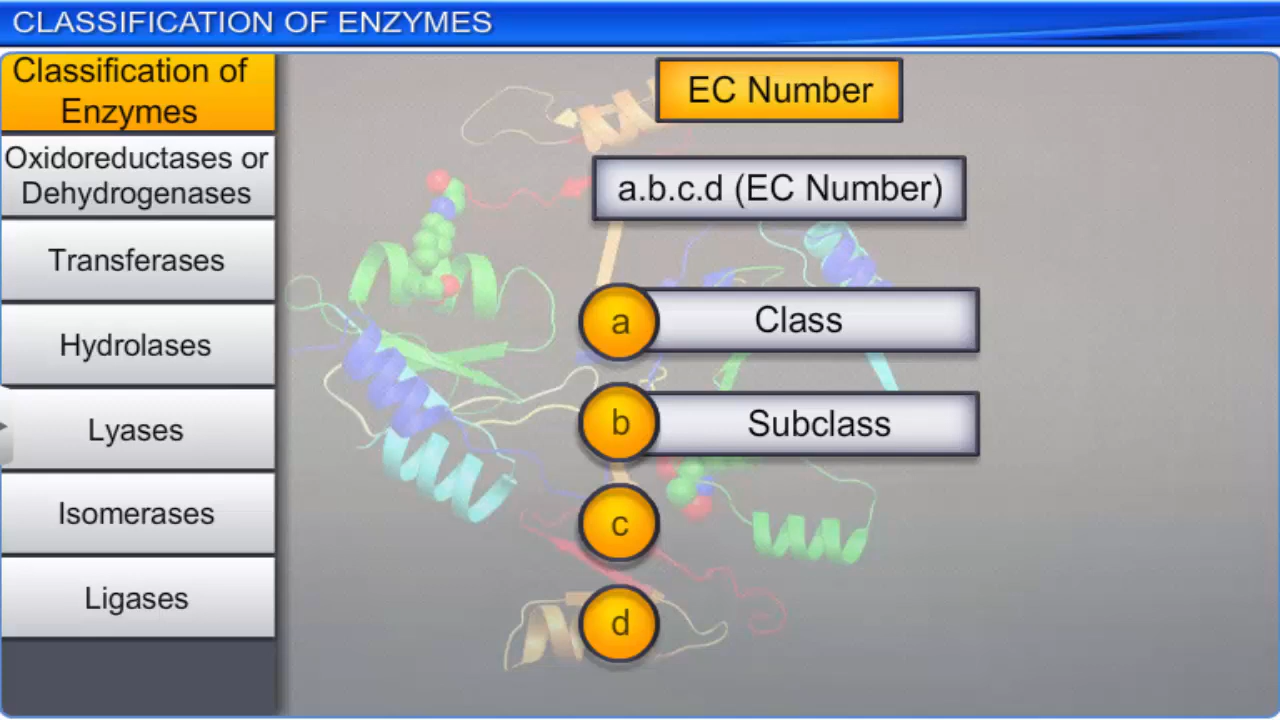 CLASSIFICATION OF ENZYMES
Classification of
Enzymes
Oxidoreductases or
Dehydrogenases
Transferases
Hydrolases
Lyases
Isomerases
Ligases
EC Number
a.b.c.d (EC Number)
a Class
b Subclass
c
d